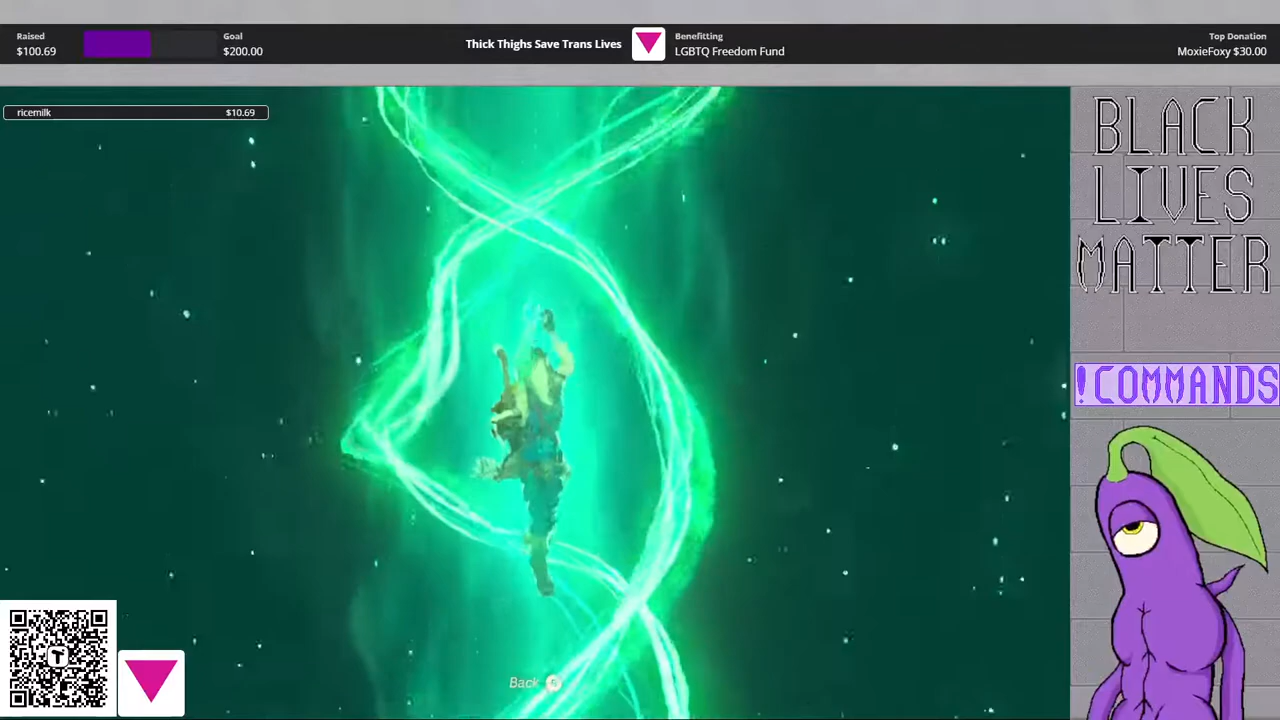 Raised
$100.69
Goal
$200.00
Thick Thighs Save Trans Lives
Benefitting
LGBTQ Freedom Fund
Top Donation
MoxieFoxy $30.00
ricemilk $10.69
BLACK
LIVES
MATTER
!COMMANDS
T
Back